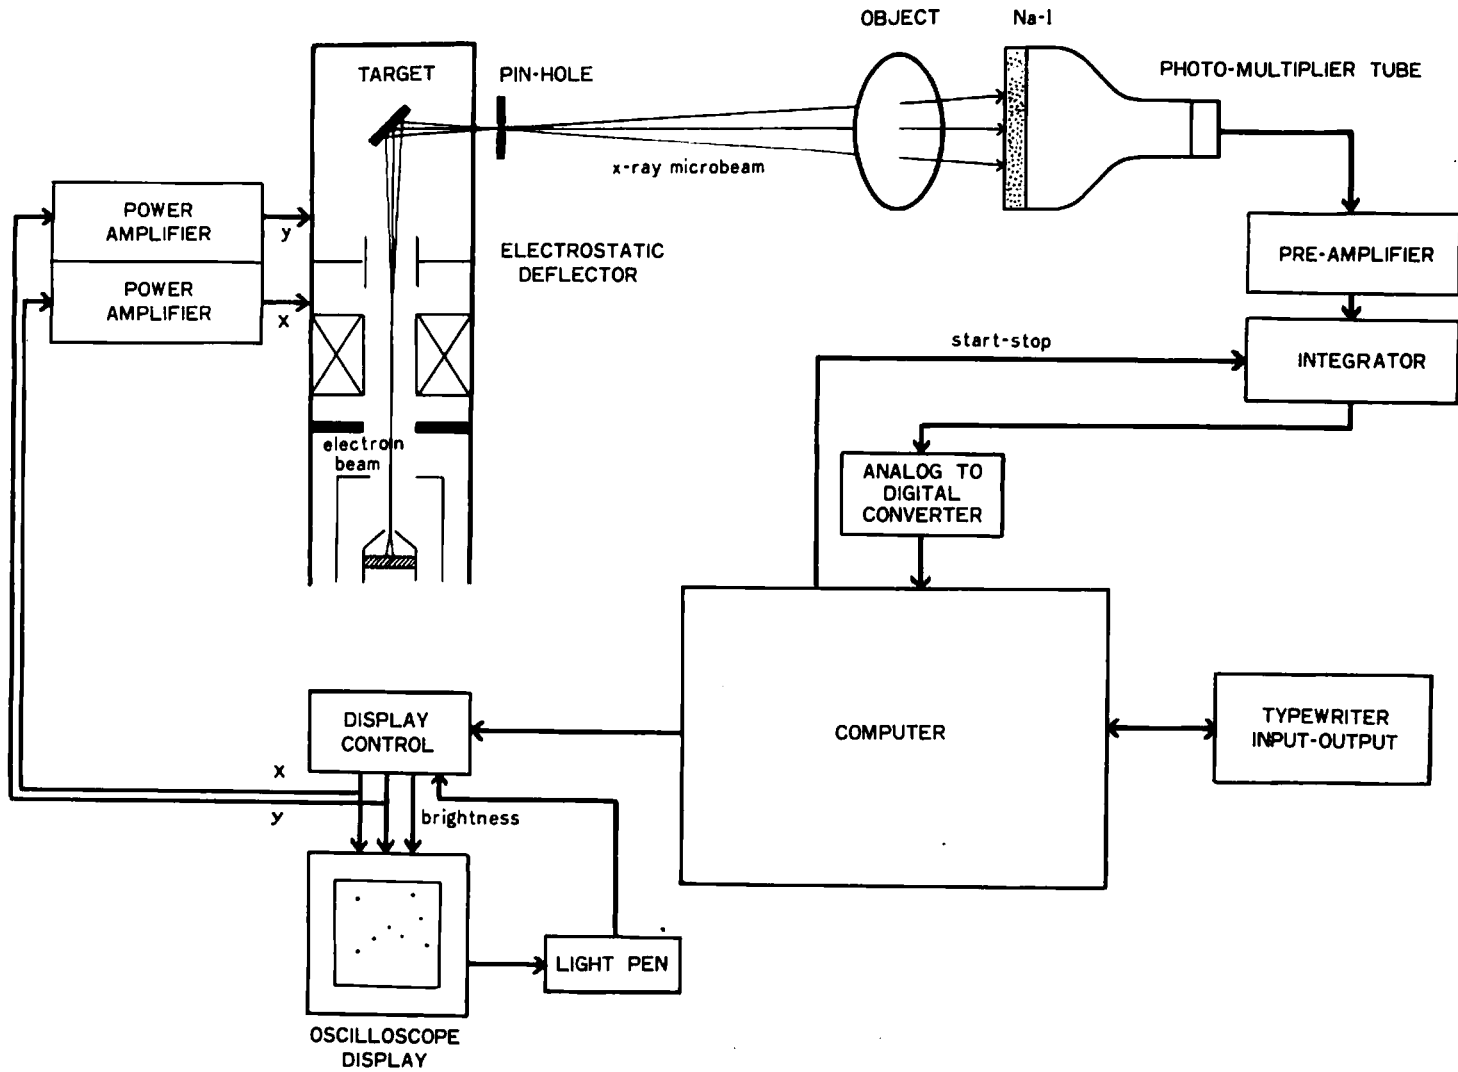 OBJECT
Na-I
TARGET
PIN-HOLE
PHOTO-MULTIPLIER TUBE
x-ray microbeam
POWER
AMPLIFIER
y
POWER
AMPLIFIER
x
ELECTROSTATIC
DEFLECTOR
PRE-AMPLIFIER
start-stop
INTEGRATOR
electron
beam
ANALOG TO
DIGITAL
CONVERTER
DISPLAY
CONTROL
COMPUTER
TYPEWRITER
INPUT-OUTPUT
x
y
brightness
LIGHT PEN
OSCILLOSCOPE
DISPLAY